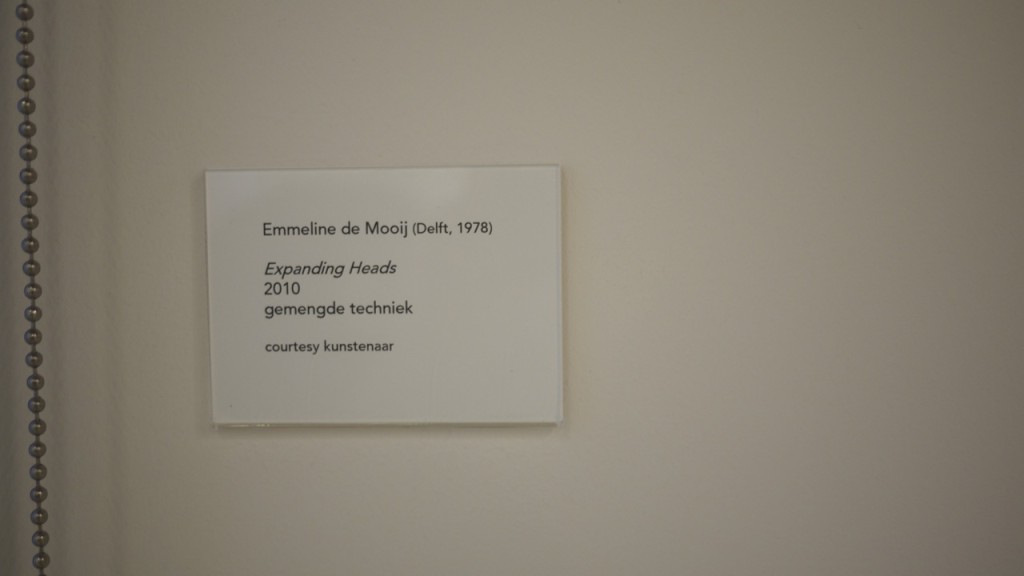 Emmeline de Mooij (Delft, 1978)
Expanding Heads
2010
gemengde techniek
courtesy kunstenaar